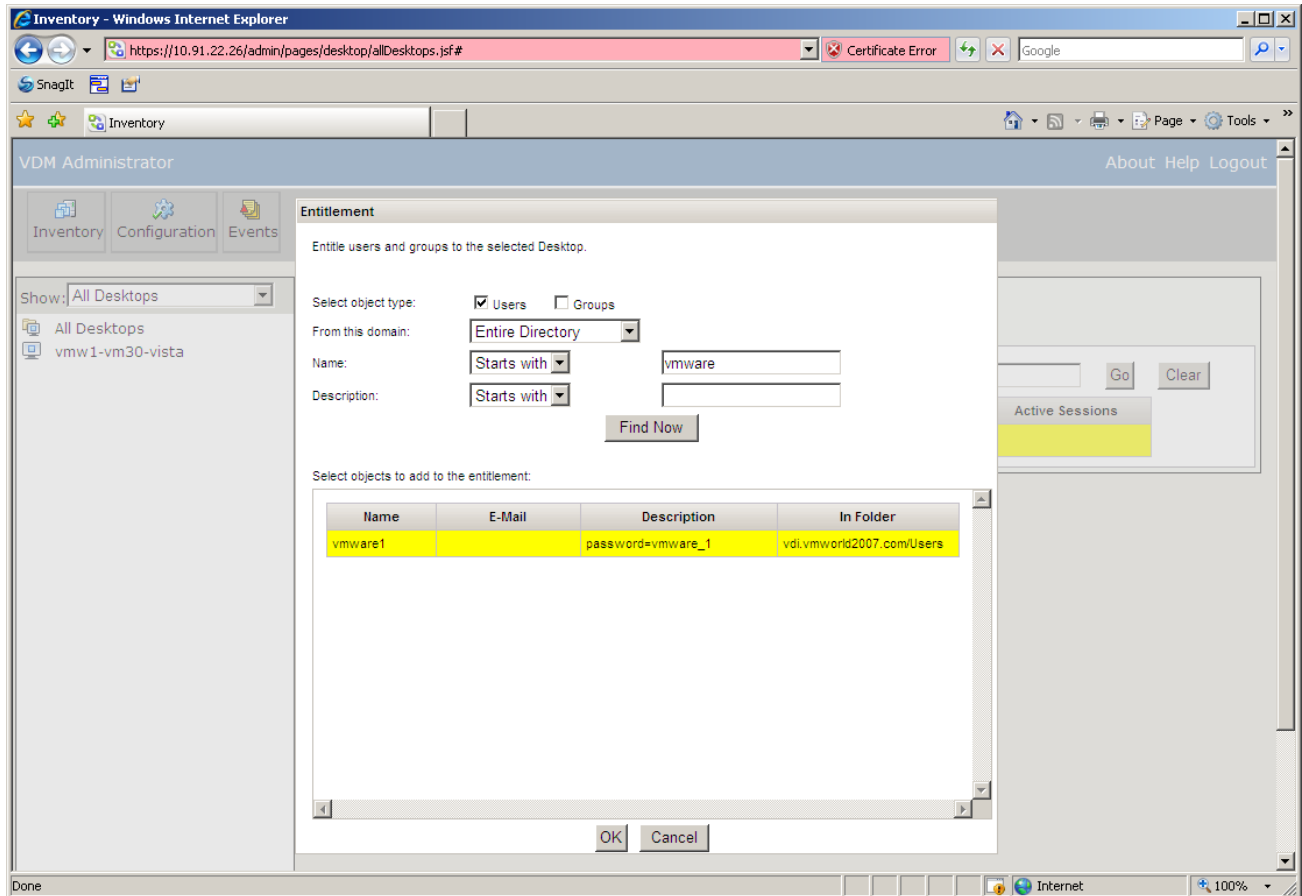 Inventory - Windows Internet Explorer
https://10.91.22.26/admin/pages/desktop/allDesktops.jsf#
Certificate Error
Google
SnagIt
Inventory
Page
Tools
VDM Administrator
About Help Logout
Inventory Configuration Events
Show: All Desktops
All Desktops
vmw1-vm30-vista
Entitlement
Entitle users and groups to the selected Desktop.
Select object type: Users Groups
From this domain: Entire Directory
Name: Starts with vmware
Description: Starts with
Find Now
Go Clear
Active Sessions
Select objects to add to the entitlement:
Name E-Mail Description In Folder
vmware1 password=vmware_1 vdi.vmworld2007.com/Users
OK Cancel
Done
Internet
100%